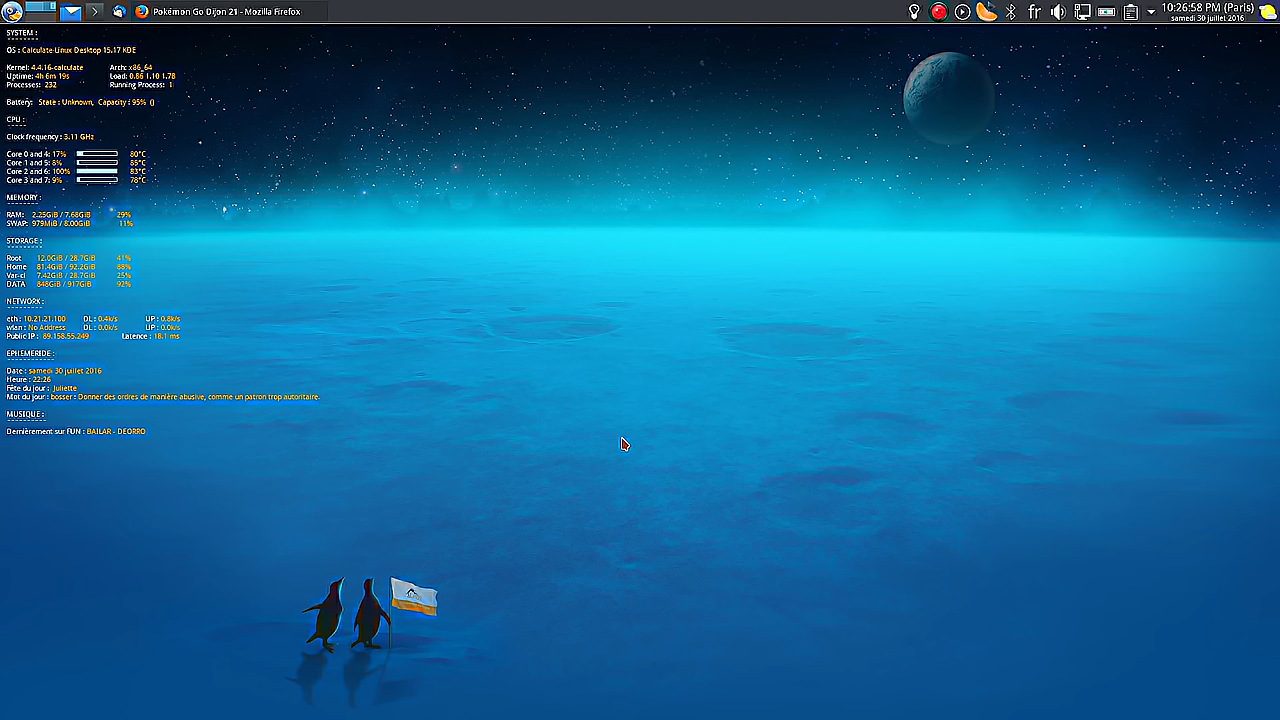 Pokémon Go Dijon 21 - Mozilla Firefox
fr
10:26:58 PM (Paris)
samedi 30 juillet 2016
SYSTEM :
OS : Calculate Linux Desktop 15.17 KDE
Kernel: 4.4.16-calculate Arch: x86_64
Uptime: 4h 6m 19s Load: 0.86 1.10 1.78
Processes: 232 Running Process: 1
Battery: State : Unknown, Capacity : 95% ()
CPU :
Clock frequency : 3.11 GHz
Core 0 and 4: 17% 80°C
Core 1 and 5: 8% 85°C
Core 2 and 6: 100% 83°C
Core 3 and 7: 9% 78°C
MEMORY :
RAM: 2.25GiB / 7.68GiB 29%
SWAP: 979MiB / 8.00GiB 11%
STORAGE :
Root 12.0GiB / 28.7GiB 41%
Home 81.4GiB / 92.2GiB 88%
Var-cl 7.42GiB / 28.7GiB 25%
DATA 848GiB / 917GiB 92%
NETWORK :
eth : 10.21.21.100 DL : 0.4k/s UP : 0.8k/s
wlan : No Address DL : 0.0k/s UP : 0.0k/s
Public IP : 89.158.55.249 Latence : 18.1 ms
EPHEMERIDE :
Date : samedi 30 juillet 2016
Heure : 22:26
Fête du jour : Juliette
Mot du jour : bosser : Donner des ordres de manière abusive, comme un patron trop autoritaire.
MUSIQUE :
Dernièrement sur FUN : BAILAR - DEORRO